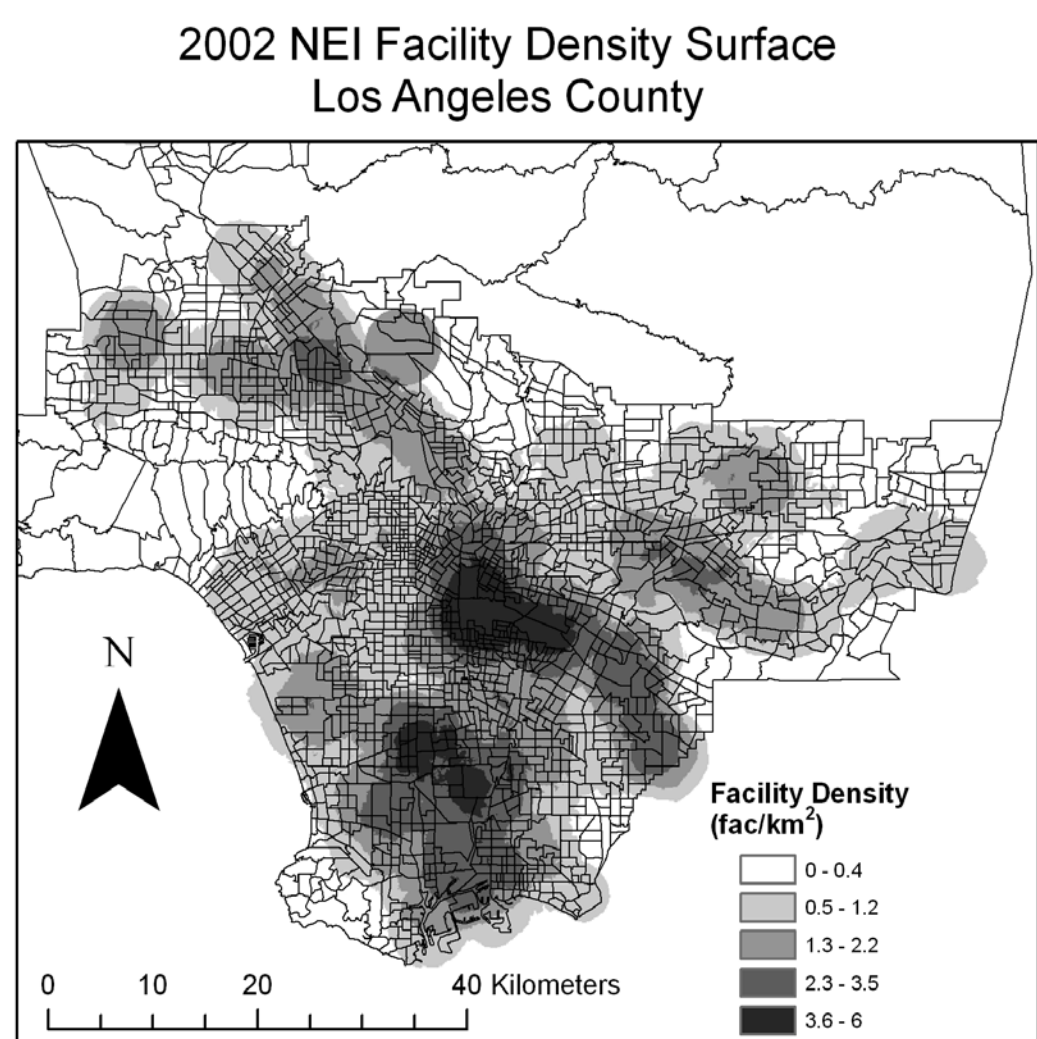 2002 NEI Facility Density Surface
Los Angeles County
N
Facility Density
(fac/km²)
0 - 0.4
0.5 - 1.2
1.3 - 2.2
2.3 - 3.5
3.6 - 6
0 10 20 40 Kilometers